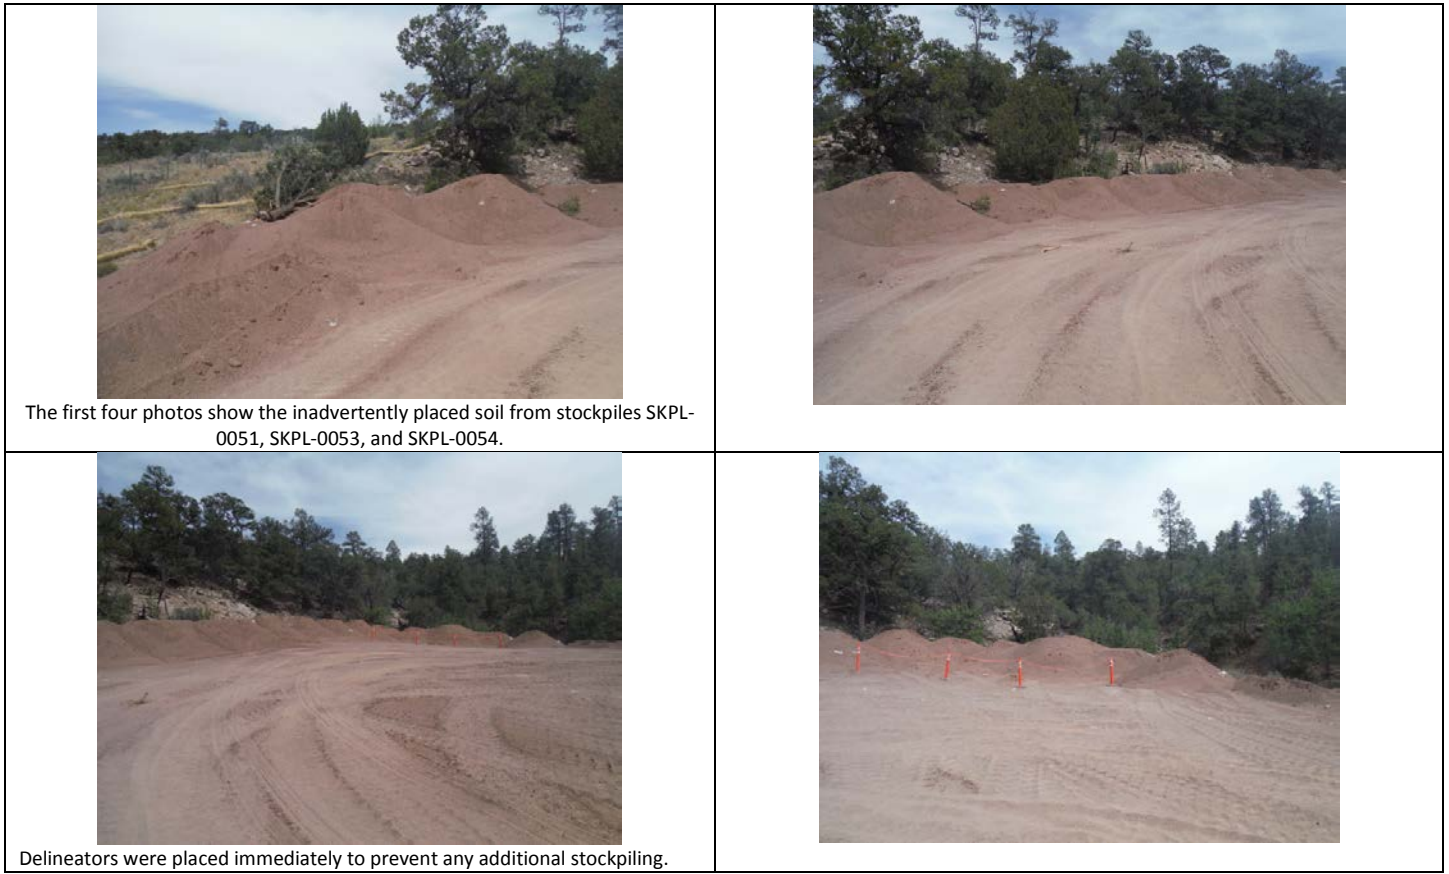 The first four photos show the inadvertently placed soil from stockpiles SKPL-
0051, SKPL-0053, and SKPL-0054.
Delineators were placed immediately to prevent any additional stockpiling.